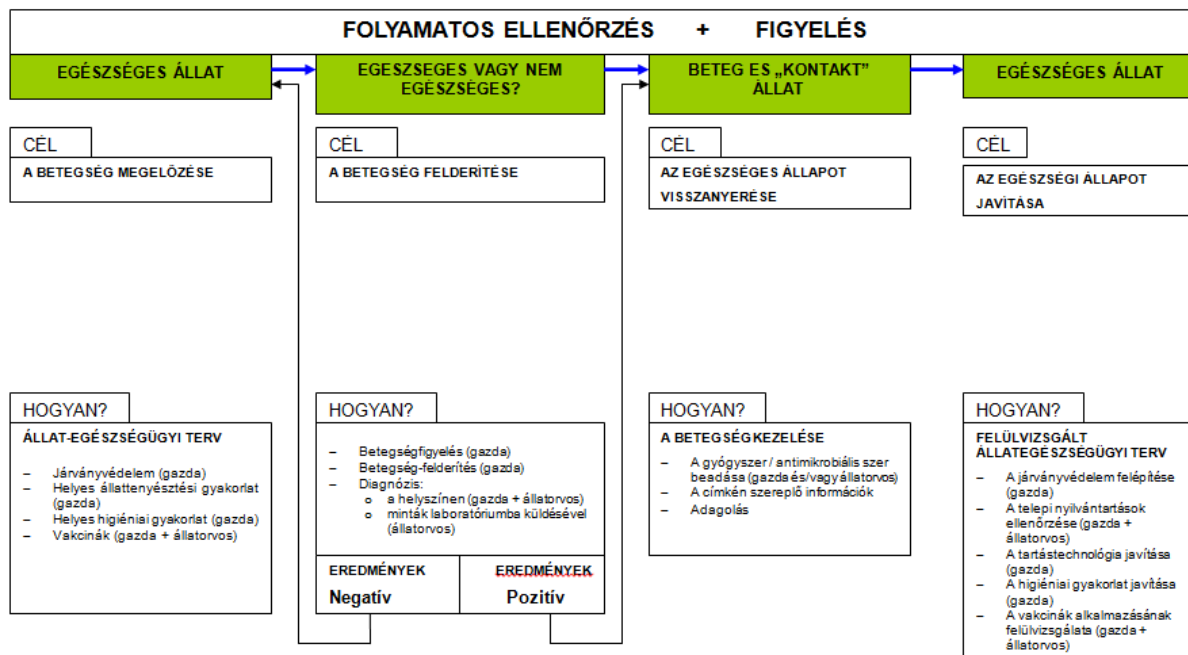 FOLYAMATOS ELLENŐRZÉS + FIGYELÉS
EGÉSZSÉGES ÁLLAT
EGESZSEGES VAGY NEM
EGÉSZSÉGES?
BETEG ES „KONTAKT”
ÁLLAT
EGÉSZSÉGES ÁLLAT
CÉL
A BETEGSÉG MEGELŐZÉSE
CÉL
A BETEGSÉG FELDERÍTÉSE
CÉL
AZ EGÉSZSÉGES ÁLLAPOT
VISSZANYERÉSE
CÉL
AZ EGÉSZSÉGI ÁLLAPOT
JAVÍTÁSA
HOGYAN?
ÁLLAT-EGÉSZSÉGÜGYI TERV
– Járványvédelem (gazda)
– Helyes állattenyésztési gyakorlat
(gazda)
– Helyes higiéniai gyakorlat (gazda)
– Vakcinák (gazda + állatorvos)
HOGYAN?
– Betegségfigyelés (gazda)
– Betegség-felderítés (gazda)
– Diagnózis:
o a helyszínen (gazda + állatorvos)
o minták laboratóriumba küldésével
(állatorvos)
EREDMÉNYEK
Negatív
EREDMÉNYEK
Pozitív
HOGYAN?
A BETEGSÉG KEZELÉSE
– A gyógyszer / antimikrobiális szer
beadása (gazda és/vagy állatorvos)
– A címkén szereplő információk
– Adagolás
HOGYAN?
FELÜLVIZSGÁLT
ÁLLATEGÉSZSÉGÜGYI TERV
– A járványvédelem felépítése
(gazda)
– A telepi nyilvántartások
ellenőrzése (gazda +
állatorvos)
– A tartástechnológia javítása
(gazda)
– A higiéniai gyakorlat javítása
(gazda)
– A vakcinák alkalmazásának
felülvizsgálata (gazda +
állatorvos)